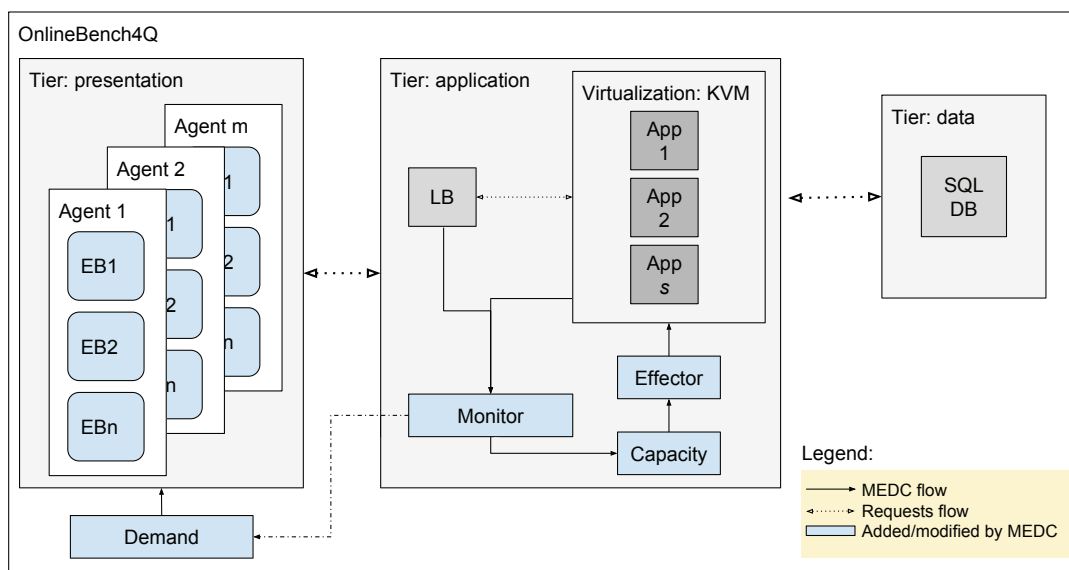 OnlineBench4Q
Tier: presentation
Agent m
1
2
n
Agent 2
1
2
n
Agent 1
EB1
EB2
EBn
Demand
Tier: application
Virtualization: KVM
App
1
App
2
App
s
LB
Monitor
Effector
Capacity
Tier: data
SQL
DB
Legend:
MEDC flow
Requests flow
Added/modified by MEDC